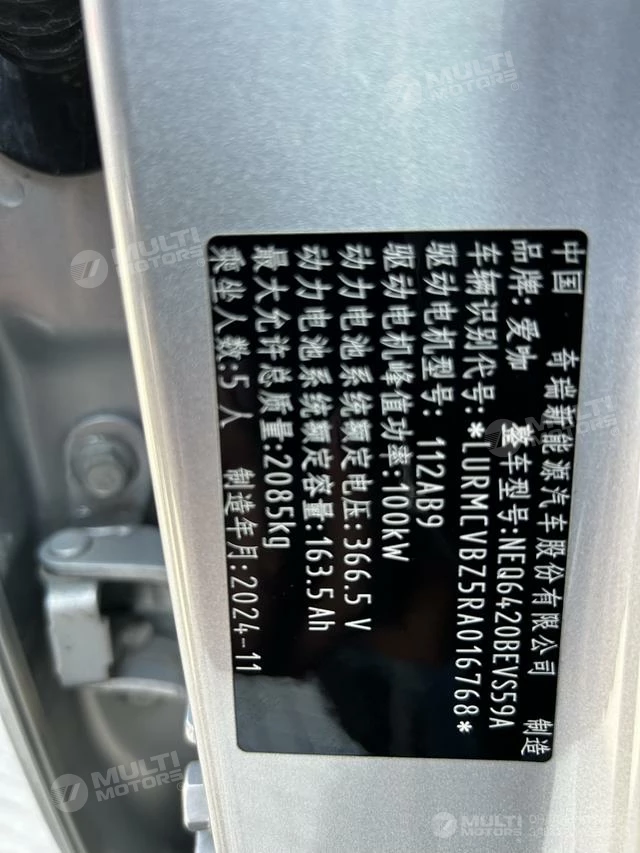 中国 奇瑞新能源汽车股份有限公司 制造
品牌: 爱咖 整车型号:NEQ6420BEVS59A
车辆识别代号:*LURMCVBZ5RA016768*
驱动电机型号: 112AB9
驱动电机峰值功率:100kW
动力电池系统额定电压:366.5 V
动力电池系统额定容量:163.5 Ah
最大允许总质量:2085kg
乘坐人数:5人 制造年月:2024-11
MULTI MOTORS
MULTI MOTORS
MULTI MOTORS
MULTI MOTORS
MULTI MOTORS